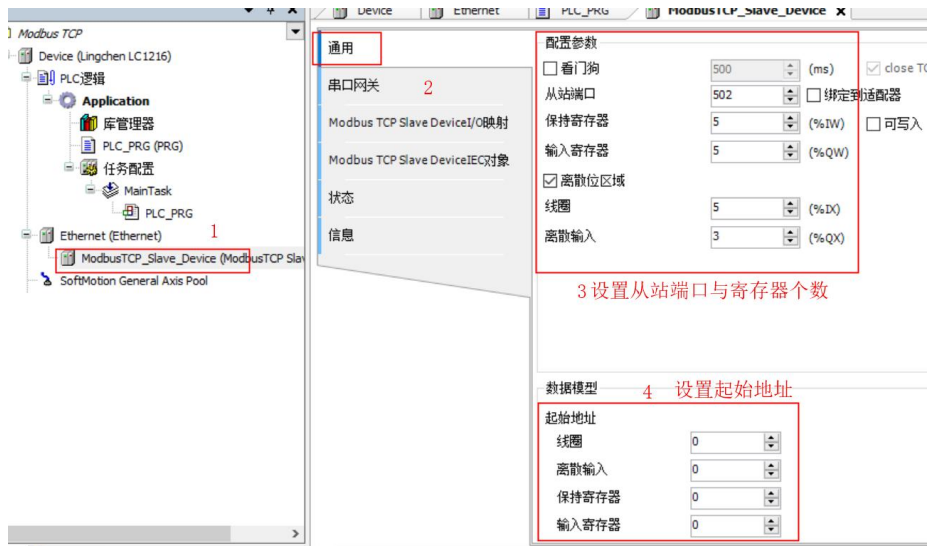 Device
Ethernet
PLC_PRG
ModbusTCP_Slave_Device X
Modbus TCP
Device (Lingchen LC1216)
PLC逻辑
Application
库管理器
PLC_PRG (PRG)
任务配置
MainTask
PLC_PRG
Ethernet (Ethernet)
1
ModbusTCP_Slave_Device (ModbusTCP Slav
SoftMotion General Axis Pool
通用
串口网关
2
Modbus TCP Slave DeviceI/O映射
Modbus TCP Slave DeviceIEC对象
状态
信息
配置参数
看门狗 500 (ms) close TC
从站端口 502 绑定到适配器
保持寄存器 5 (%IW) 可写入
输入寄存器 5 (%QW)
离散位区域
线圈 5 (%IX)
离散输入 3 (%QX)
3设置从站端口与寄存器个数
数据模型
4 设置起始地址
起始地址
线圈 0
离散输入 0
保持寄存器 0
输入寄存器 0